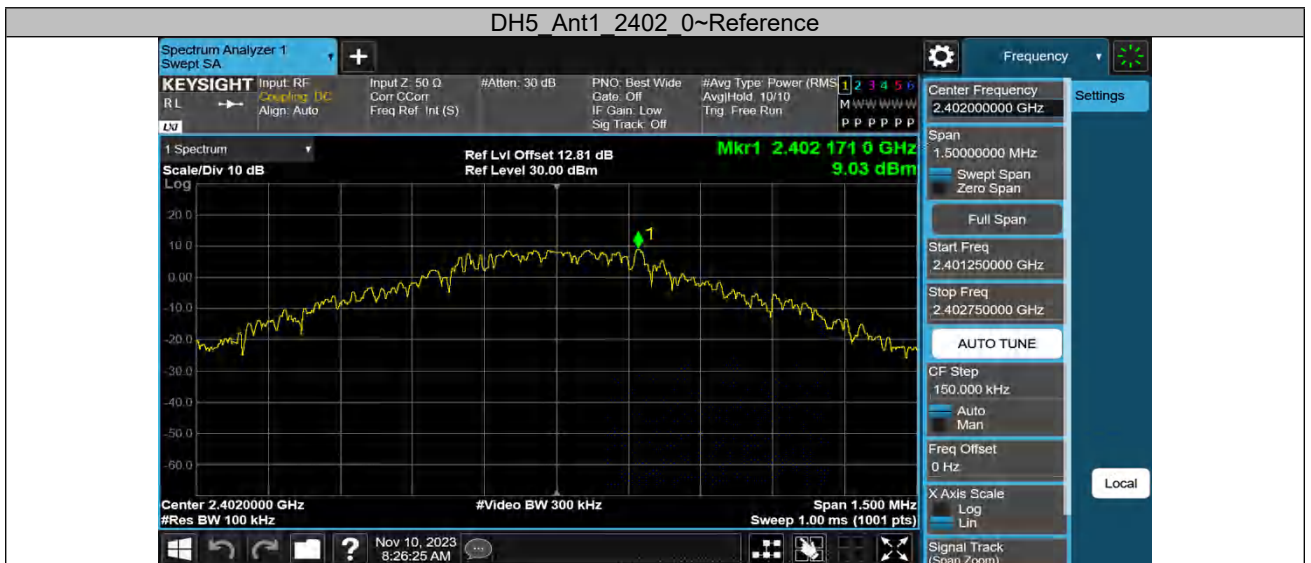 DH5_Ant1_2402_0~Reference
Spectrum Analyzer 1
Swept SA
+
Frequency
KEYSIGHT
RL
LXI
Input: RF
Coupling: DC
Align: Auto
Input Z: 50 Ω
Corr CCorr
Freq Ref: Int (S)
#Atten: 30 dB
PNO: Best Wide
Gate: Off
IF Gain: Low
Sig Track: Off
#Avg Type: Power (RMS
Avg|Hold: 10/10
Trig: Free Run
1 2 3 4 5 6
M W W W W W
P P P P P P
1 Spectrum
Scale/Div 10 dB
Log
Ref Lvl Offset 12.81 dB
Ref Level 30.00 dBm
Mkr1 2.402 171 0 GHz
9.03 dBm
1
20.0
10.0
0.00
-10.0
-20.0
-30.0
-40.0
-50.0
-60.0
Center 2.4020000 GHz
#Res BW 100 kHz
#Video BW 300 kHz
Span 1.500 MHz
Sweep 1.00 ms (1001 pts)
?
Nov 10, 2023
8:26:25 AM
Center Frequency
2.402000000 GHz
Settings
Span
1.50000000 MHz
Swept Span
Zero Span
Full Span
Start Freq
2.401250000 GHz
Stop Freq
2.402750000 GHz
AUTO TUNE
CF Step
150.000 kHz
Auto
Man
Freq Offset
0 Hz
Local
X Axis Scale
Log
Lin
Signal Track
(Span Zoom)